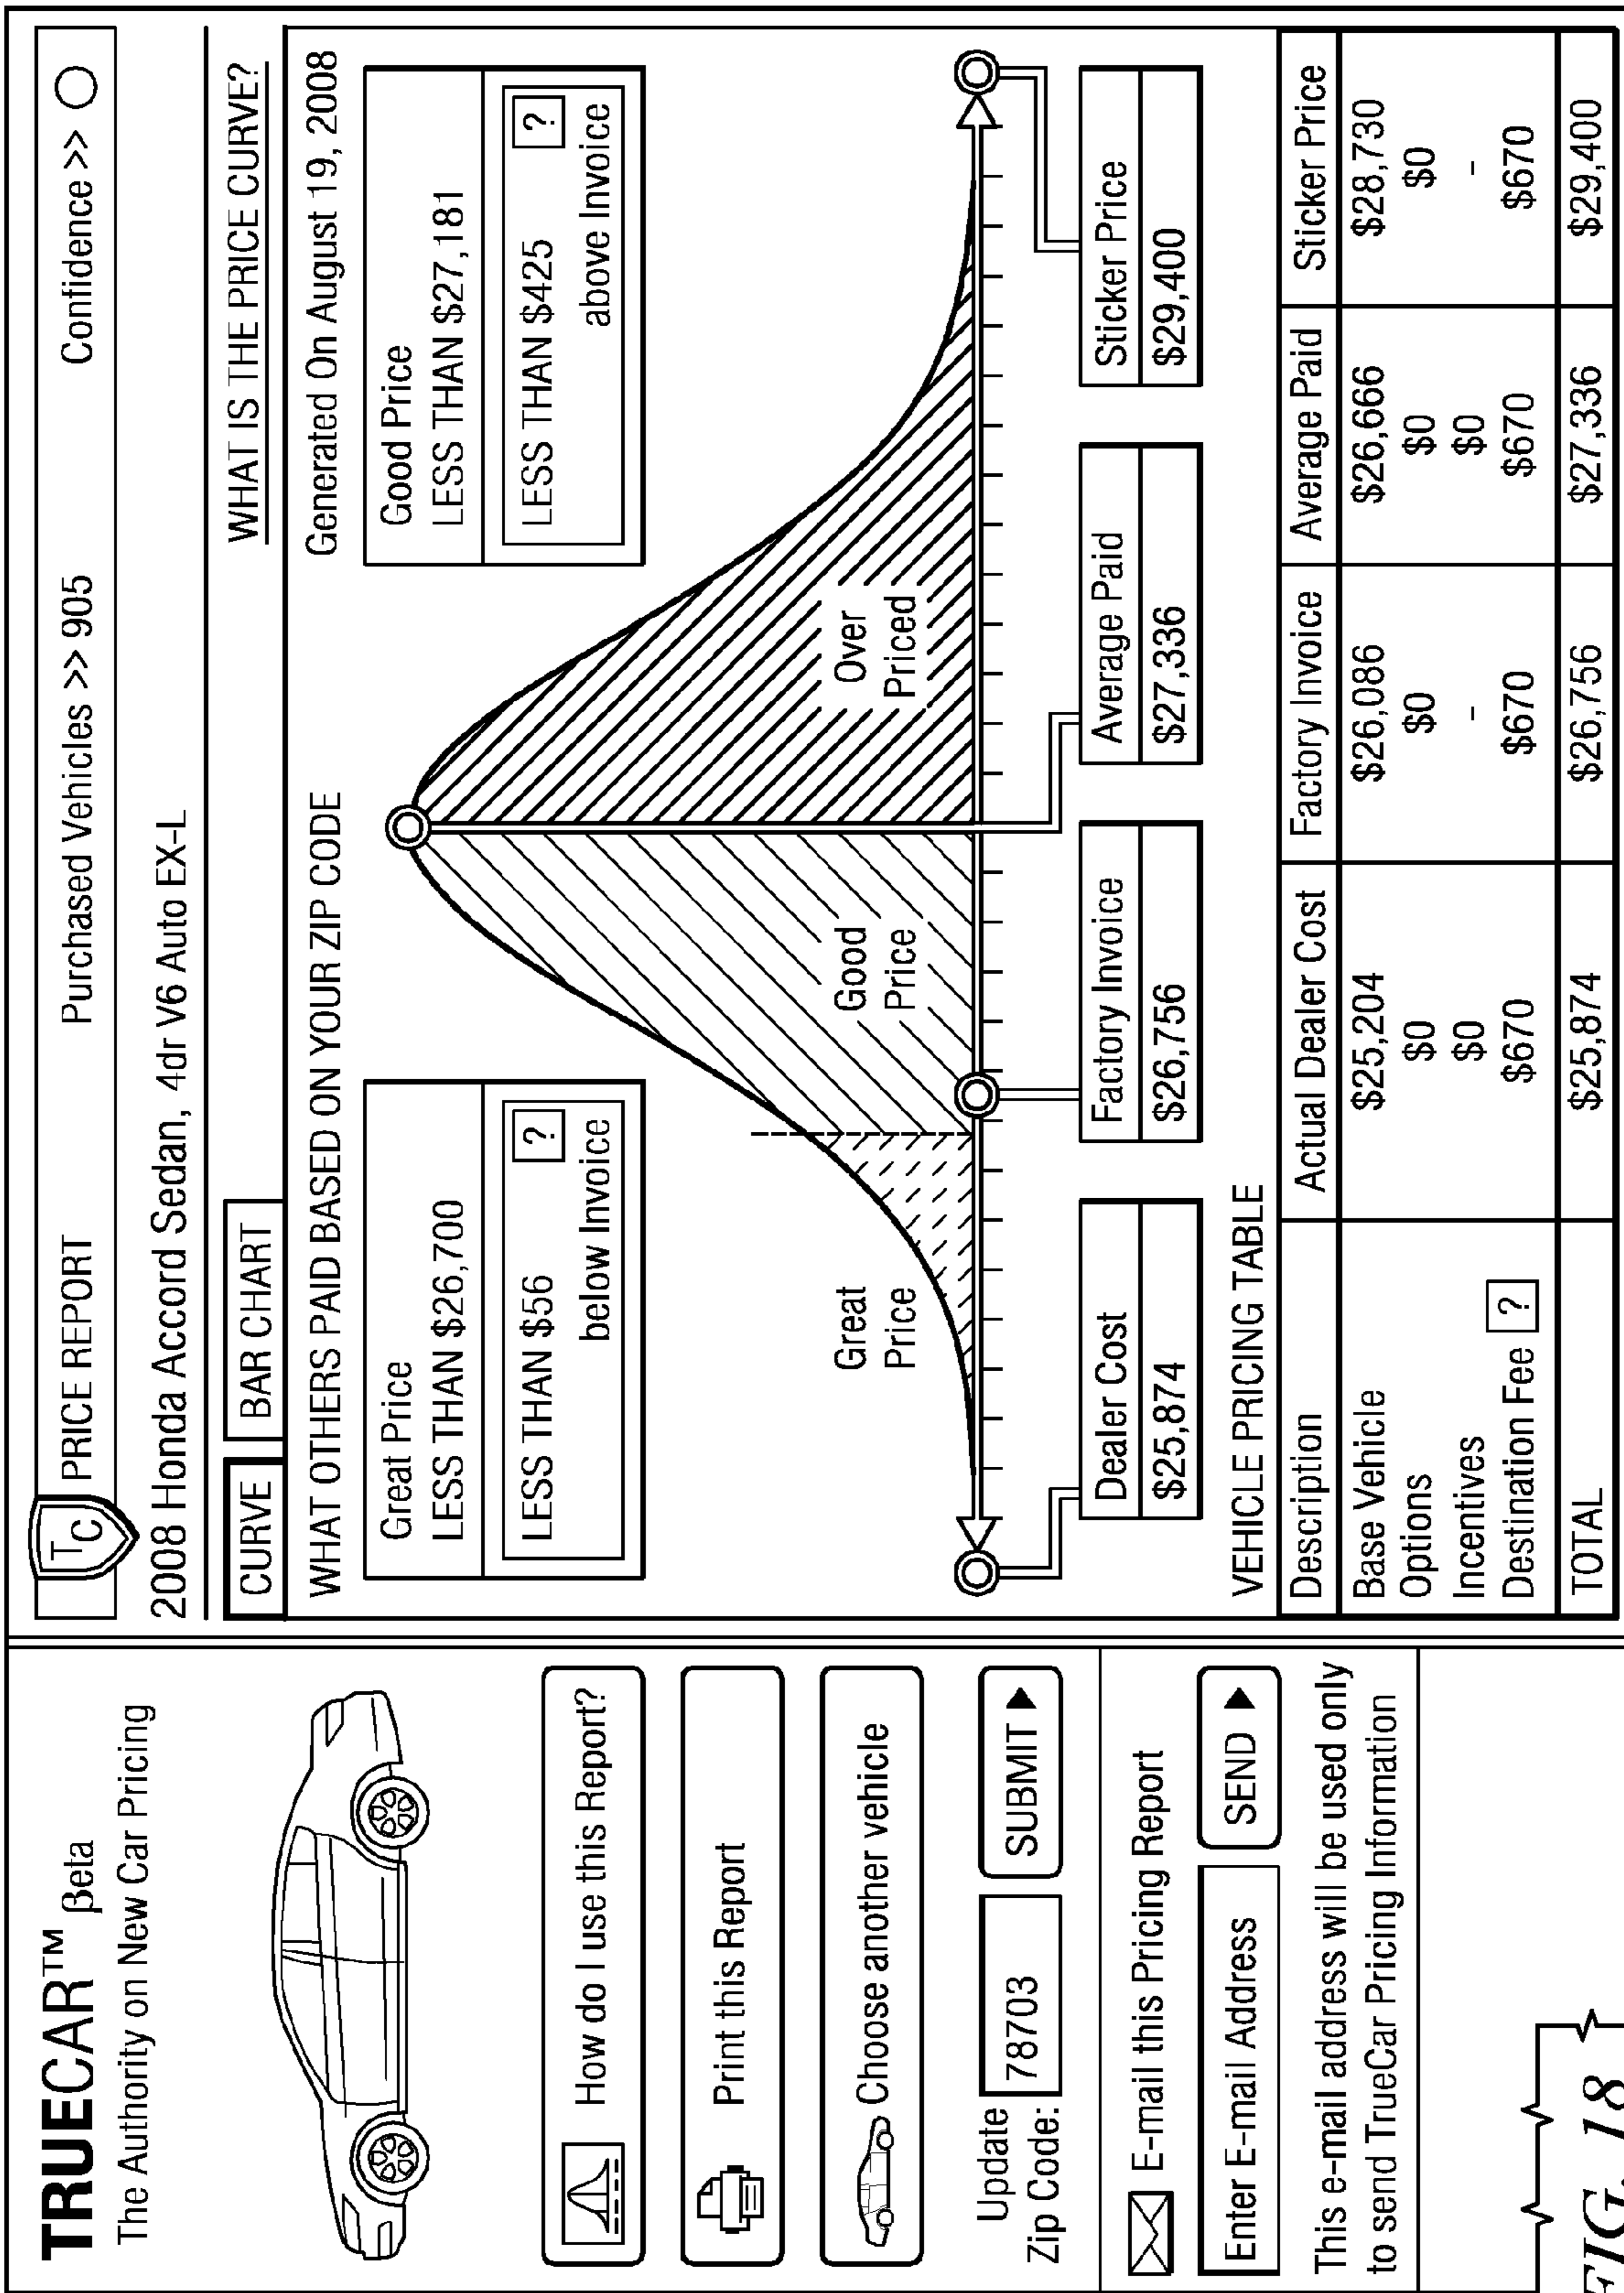 TRUECAR™ βeta
The Authority on New Car Pricing
How do I use this Report?
Print this Report
Choose another vehicle
Update
Zip Code:
78703
SUBMIT
E-mail this Pricing Report
Enter E-mail Address
SEND
This e-mail address will be used only
to send TrueCar Pricing Information
FIG. 18
TC
PRICE REPORT Purchased Vehicles >> 905 Confidence >>
2008 Honda Accord Sedan, 4dr V6 Auto EX-L
CURVE BAR CHART WHAT IS THE PRICE CURVE?
WHAT OTHERS PAID BASED ON YOUR ZIP CODE Generated On August 19, 2008
Great Price
LESS THAN $26,700
LESS THAN $56 ?
below Invoice
Good Price
LESS THAN $27,181
LESS THAN $425 ?
above Invoice
Great
Price
Good
Price
Over
Priced
Dealer Cost
$25,874
Factory Invoice
$26,756
Average Paid
$27,336
Sticker Price
$29,400
VEHICLE PRICING TABLE
Description Actual Dealer Cost Factory Invoice Average Paid Sticker Price
Base Vehicle $25,204 $26,086 $26,666 $28,730
Options $0 $0 $0 $0
Incentives $0 - $0 -
Destination Fee ? $670 $670 $670 $670
TOTAL $25,874 $26,756 $27,336 $29,400